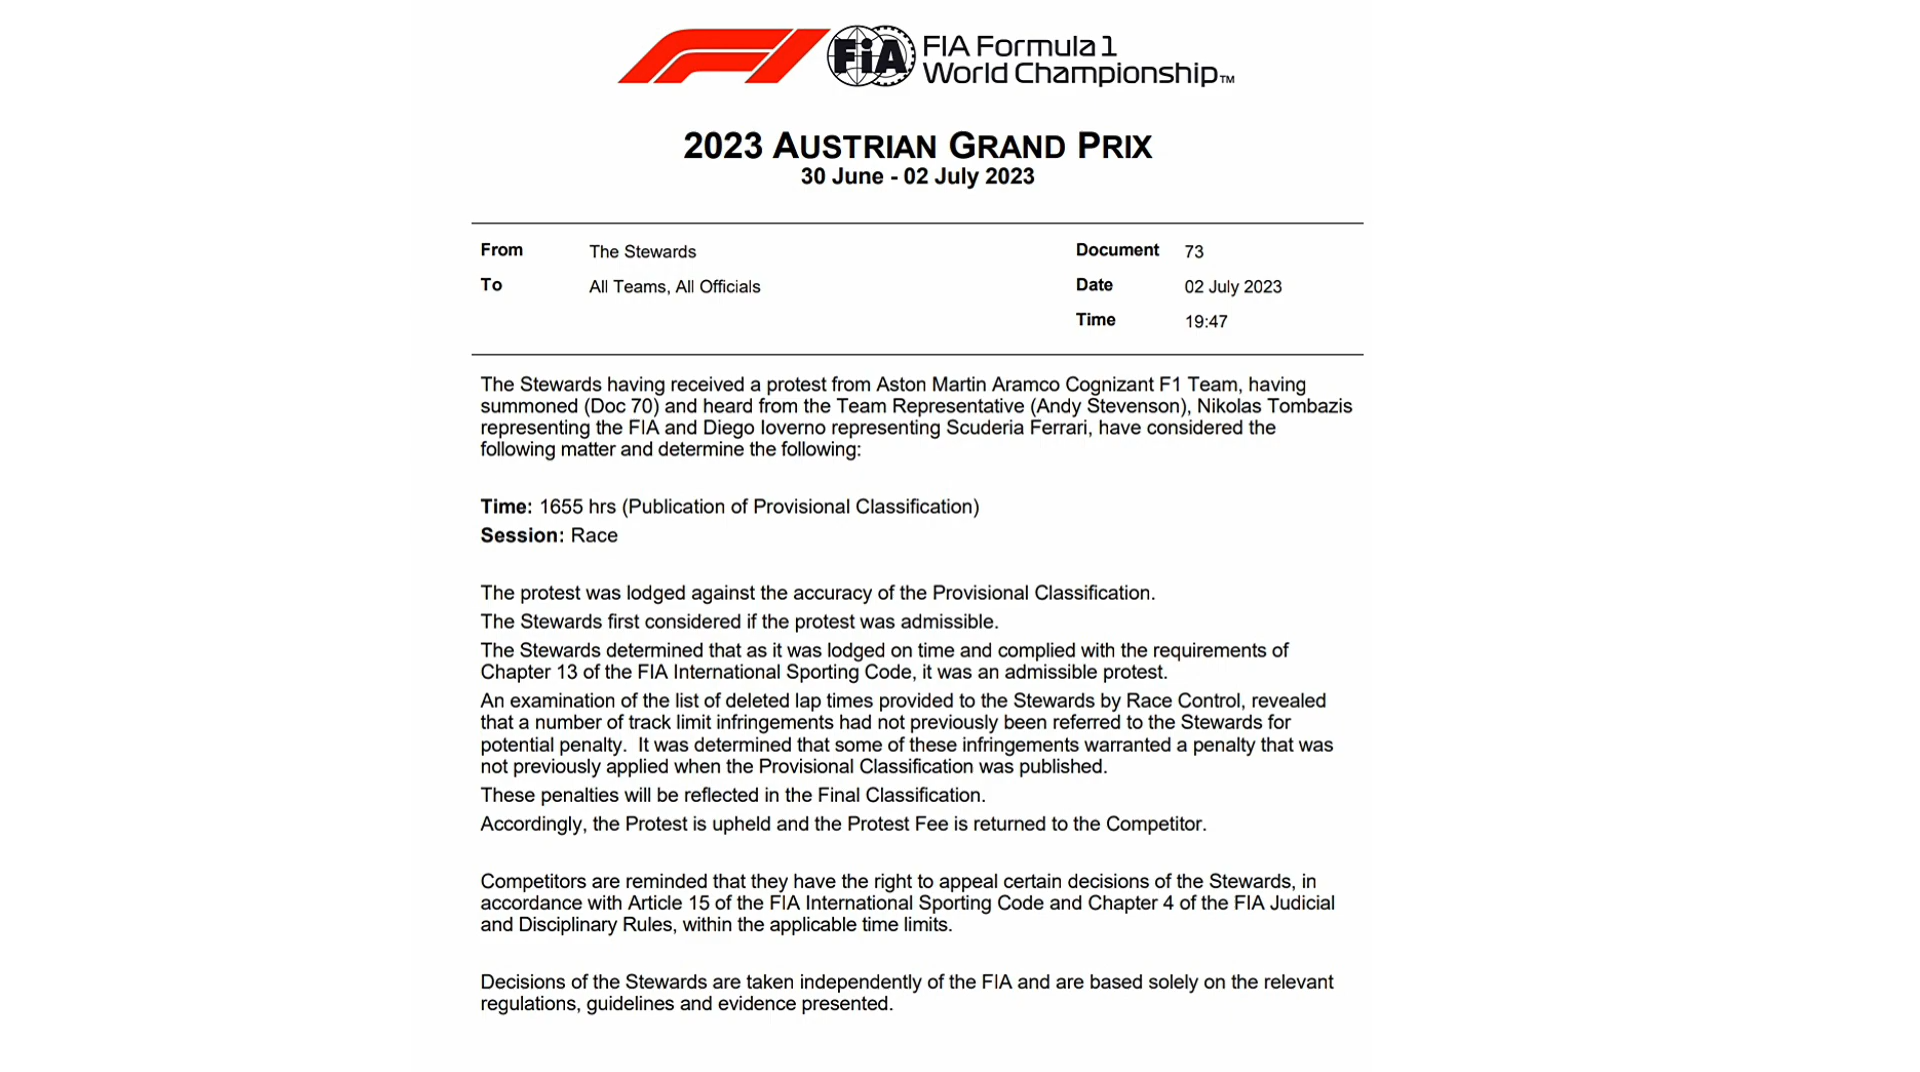 FIA FIA Formula 1
World Championship™
2023 AUSTRIAN GRAND PRIX
30 June - 02 July 2023
From The Stewards Document 73
To All Teams, All Officials Date 02 July 2023
Time 19:47
The Stewards having received a protest from Aston Martin Aramco Cognizant F1 Team, having
summoned (Doc 70) and heard from the Team Representative (Andy Stevenson), Nikolas Tombazis
representing the FIA and Diego Ioverno representing Scuderia Ferrari, have considered the
following matter and determine the following:
Time: 1655 hrs (Publication of Provisional Classification)
Session: Race
The protest was lodged against the accuracy of the Provisional Classification.
The Stewards first considered if the protest was admissible.
The Stewards determined that as it was lodged on time and complied with the requirements of
Chapter 13 of the FIA International Sporting Code, it was an admissible protest.
An examination of the list of deleted lap times provided to the Stewards by Race Control, revealed
that a number of track limit infringements had not previously been referred to the Stewards for
potential penalty. It was determined that some of these infringements warranted a penalty that was
not previously applied when the Provisional Classification was published.
These penalties will be reflected in the Final Classification.
Accordingly, the Protest is upheld and the Protest Fee is returned to the Competitor.
Competitors are reminded that they have the right to appeal certain decisions of the Stewards, in
accordance with Article 15 of the FIA International Sporting Code and Chapter 4 of the FIA Judicial
and Disciplinary Rules, within the applicable time limits.
Decisions of the Stewards are taken independently of the FIA and are based solely on the relevant
regulations, guidelines and evidence presented.